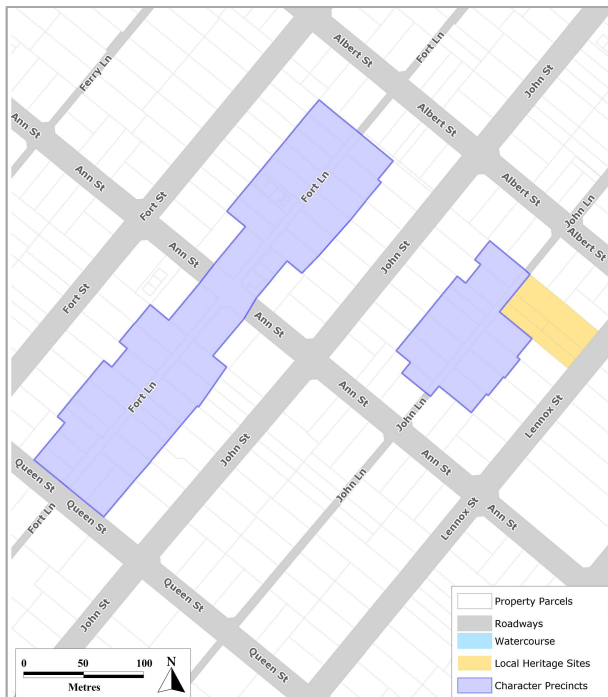 Albert St
Fort Ln
Ferry Ln
John St
Albert St
Ann St
Ann St
Fort Ln
Albert St
John Ln
Fort St
Albert St
Ann St
John St
Fort St
Ann St
Fort Ln
Ann St
John Ln
Lennox St
John St
Ann St
Queen St
John Ln
Fort Ln
Queen St
Lennox St
Ann St
John St
Queen St
Queen St
Property Parcels
Roadways
Watercourse
Local Heritage Sites
Character Precincts
0 50 100
Metres
N